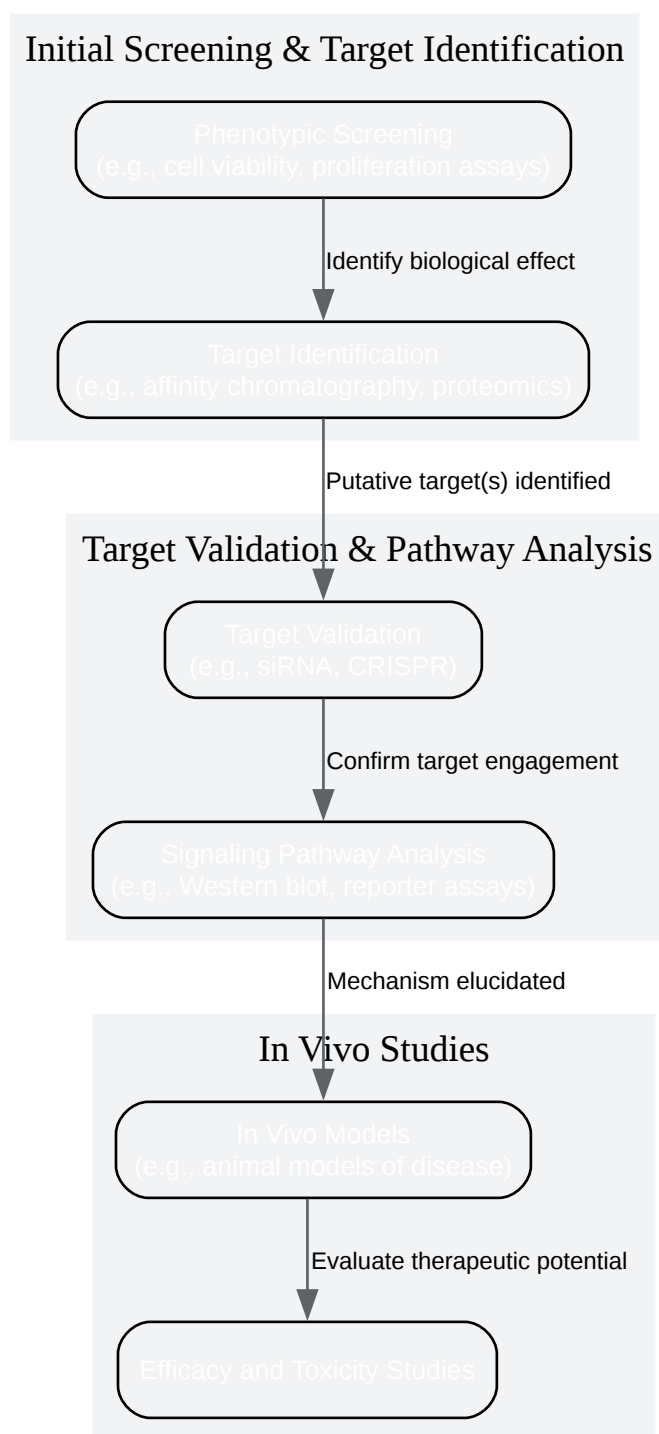 Initial Screening & Target Identification
Phenotypic Screening
(e.g., cell viability, proliferation assays)
Identify biological effect
Target Identification
(e.g., affinity chromatography, proteomics)
Putative target(s) identified
Target Validation & Pathway Analysis
Target Validation
(e.g., siRNA, CRISPR)
Confirm target engagement
Signaling Pathway Analysis
(e.g., Western blot, reporter assays)
Mechanism elucidated
In Vivo Studies
In Vivo Models
(e.g., animal models of disease)
Evaluate therapeutic potential
Efficacy and Toxicity Studies